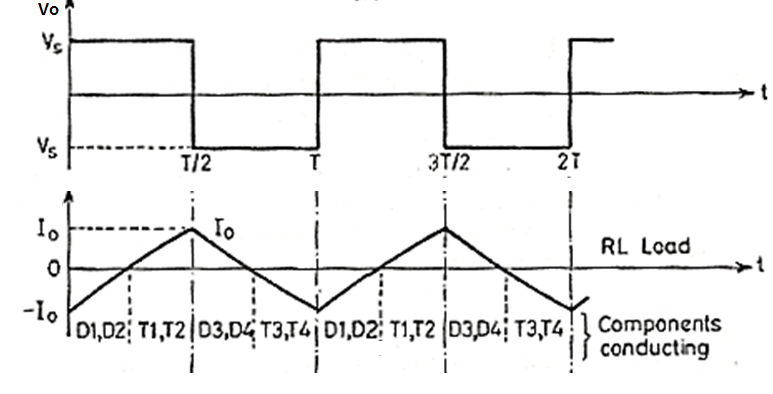 Vo
Vs
t
Vs
T/2 T 3T/2 2T
Io Io
RL Load
0 t
-Io
D1,D2 T1,T2 D3,D4 T3,T4 D1,D2 T1,T2 D3,D4 T3,T4 Components
conducting